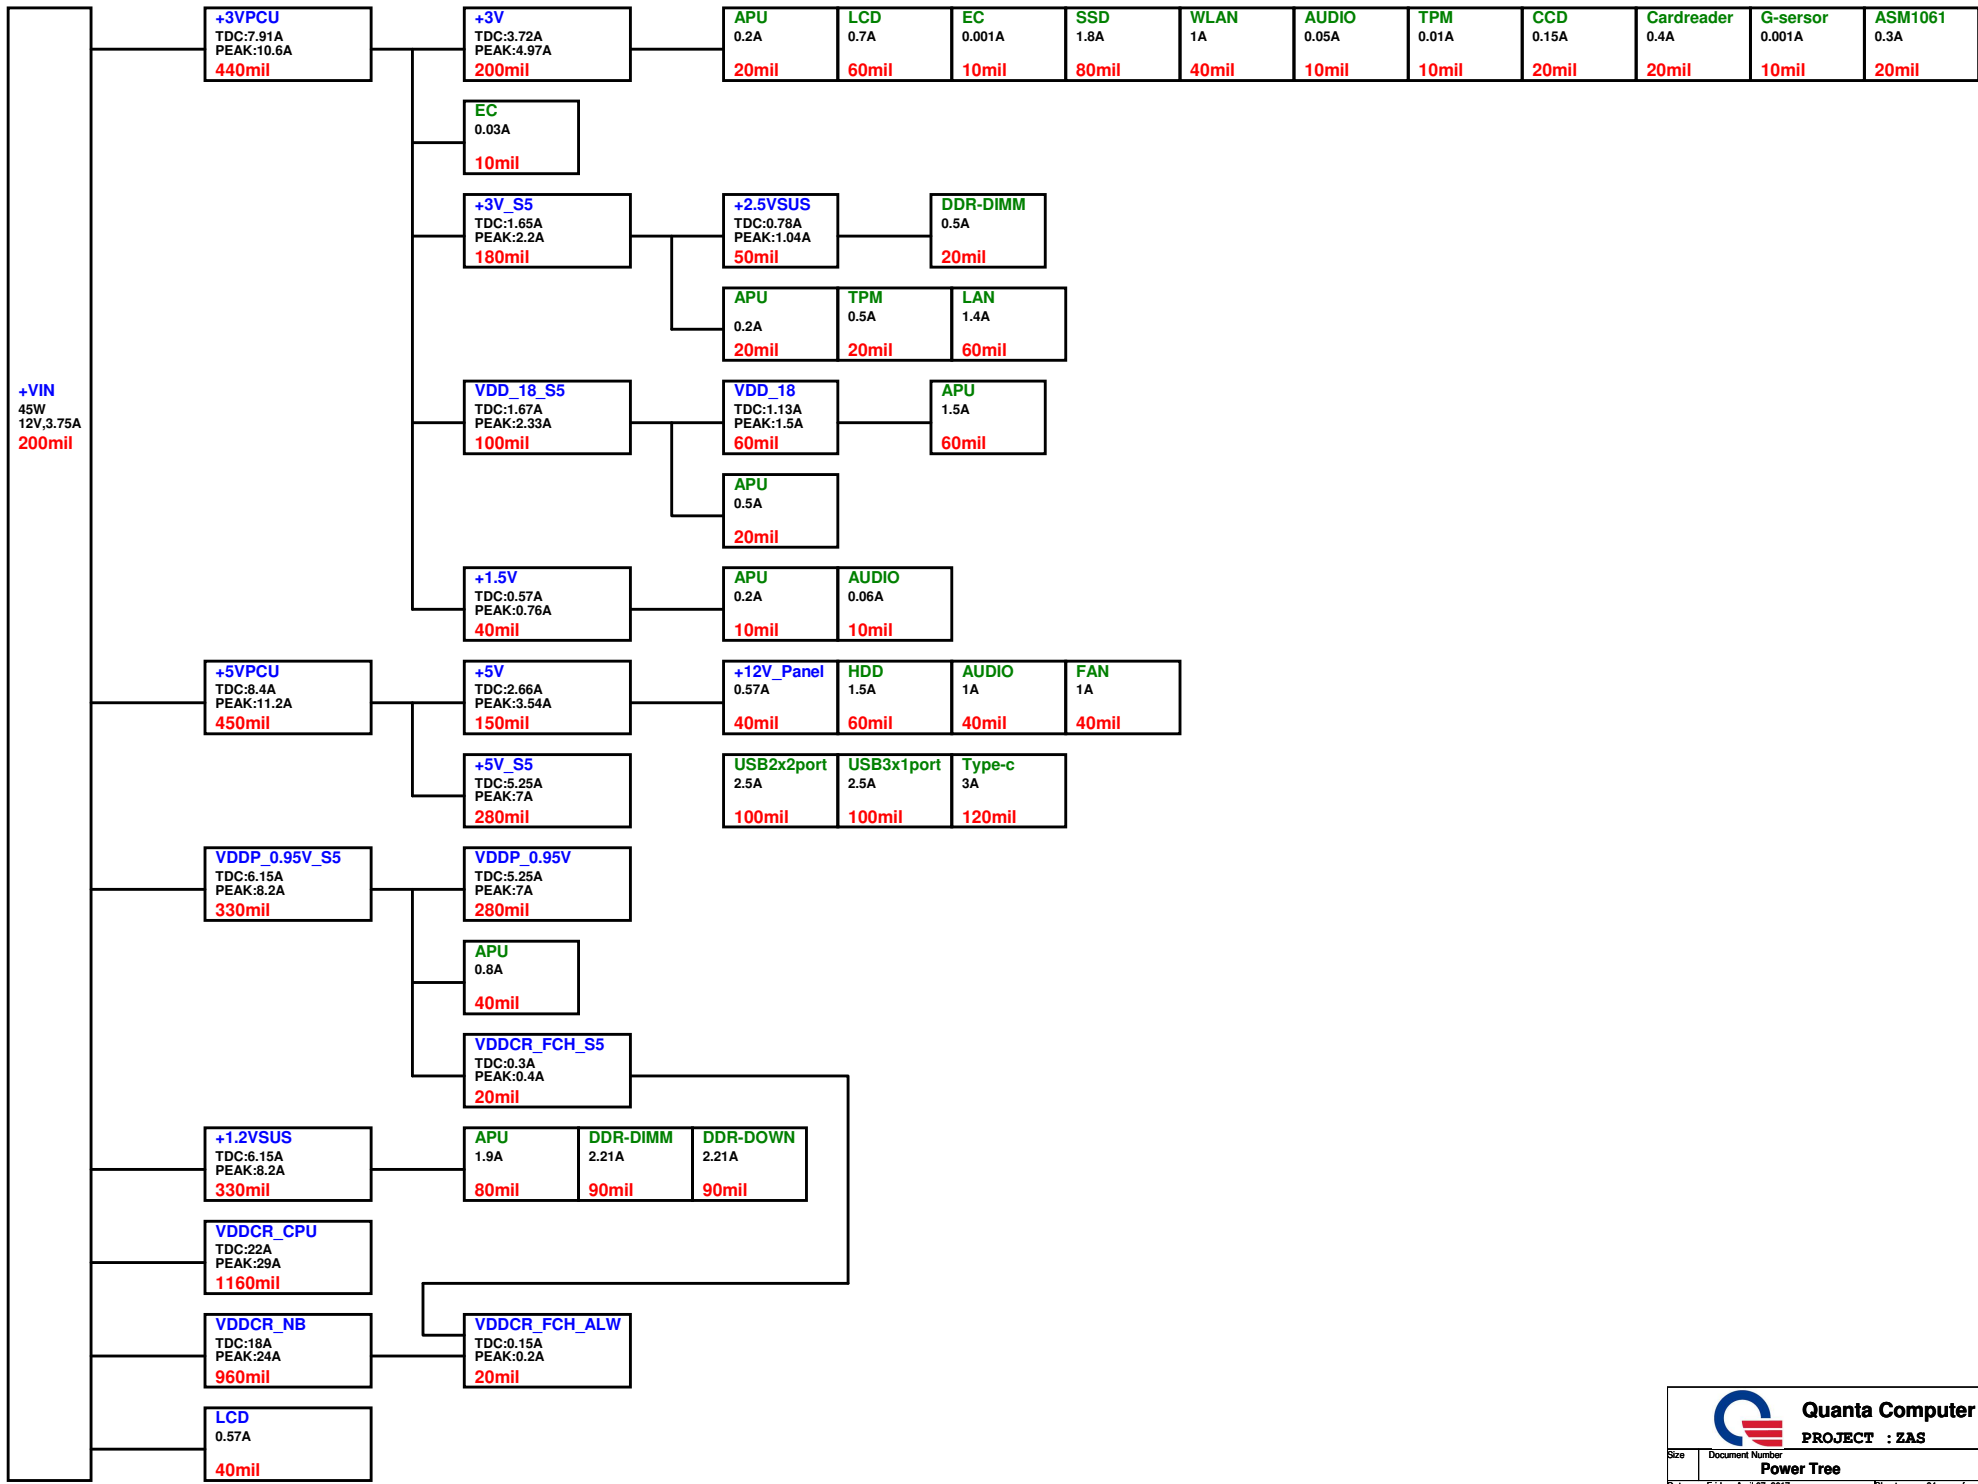 +VIN
45W
12V,3.75A
200mil
+3VPCU
TDC:7.91A
PEAK:10.6A
440mil
+3V
TDC:3.72A
PEAK:4.97A
200mil
APU
0.2A
20mil
LCD
0.7A
60mil
EC
0.001A
10mil
SSD
1.8A
80mil
WLAN
1A
40mil
AUDIO
0.05A
10mil
TPM
0.01A
10mil
CCD
0.15A
20mil
Cardreader
0.4A
20mil
G-sersor
0.001A
10mil
ASM1061
0.3A
20mil
EC
0.03A
10mil
+3V_S5
TDC:1.65A
PEAK:2.2A
180mil
+2.5VSUS
TDC:0.78A
PEAK:1.04A
50mil
DDR-DIMM
0.5A
20mil
APU
0.2A
20mil
TPM
0.5A
20mil
LAN
1.4A
60mil
VDD_18_S5
TDC:1.67A
PEAK:2.33A
100mil
VDD_18
TDC:1.13A
PEAK:1.5A
60mil
APU
1.5A
60mil
APU
0.5A
20mil
+1.5V
TDC:0.57A
PEAK:0.76A
40mil
APU
0.2A
10mil
AUDIO
0.06A
10mil
+5VPCU
TDC:8.4A
PEAK:11.2A
450mil
+5V
TDC:2.66A
PEAK:3.54A
150mil
+12V_Panel
0.57A
40mil
HDD
1.5A
60mil
AUDIO
1A
40mil
FAN
1A
40mil
+5V_S5
TDC:5.25A
PEAK:7A
280mil
USB2x2port
2.5A
100mil
USB3x1port
2.5A
100mil
Type-c
3A
120mil
VDDP_0.95V_S5
TDC:6.15A
PEAK:8.2A
330mil
VDDP_0.95V
TDC:5.25A
PEAK:7A
280mil
APU
0.8A
40mil
VDDCR_FCH_S5
TDC:0.3A
PEAK:0.4A
20mil
+1.2VSUS
TDC:6.15A
PEAK:8.2A
330mil
APU
1.9A
80mil
DDR-DIMM
2.21A
90mil
DDR-DOWN
2.21A
90mil
VDDCR_CPU
TDC:22A
PEAK:29A
1160mil
VDDCR_NB
TDC:18A
PEAK:24A
960mil
VDDCR_FCH_ALW
TDC:0.15A
PEAK:0.2A
20mil
LCD
0.57A
40mil
Quanta Computer
PROJECT : ZAS
Size
Document Number
Power Tree